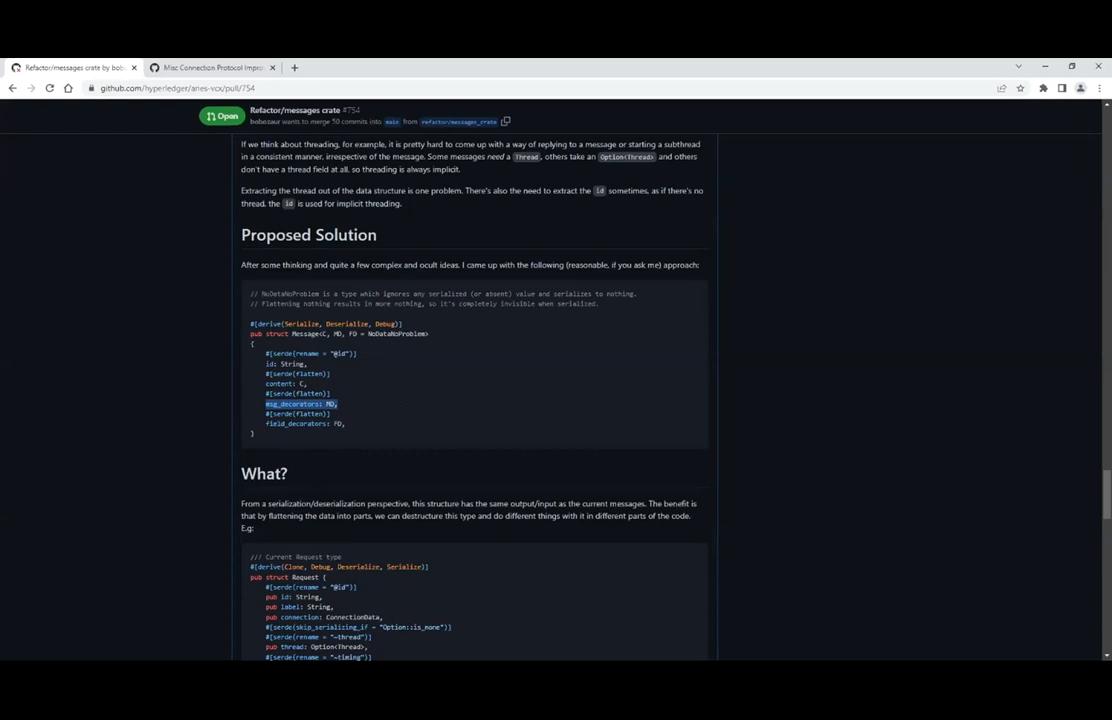 Refactor/messages crate by bobo
Misc Connection Protocol Impro
github.com/hyperledger/aries-vcx/pull/754
Open
Refactor/messages crate #754
bobozaur wants to merge 50 commits into main from refactor/messages_crate
If we think about threading, for example, it is pretty hard to come up with a way of replying to a message or starting a subthread
in a consistent manner, irrespective of the message. Some messages need a Thread, others take an Option<Thread> and others
don't have a thread field at all, so threading is always implicit.
Extracting the thread out of the data structure is one problem. There's also the need to extract the id sometimes, as if there's no
thread, the id is used for implicit threading.
Proposed Solution
After some thinking and quite a few complex and ocult ideas. I came up with the following (reasonable, if you ask me) approach:
// NoDataNoProblem is a type which ignores any serialized (or absent) value and serializes to nothing.
// Flattening nothing results in more nothing, so it's completely invisible when serialized.
#[derive(Serialize, Deserialize, Debug)]
pub struct Message<C, MD, FD = NoDataNoProblem>
{
#[serde(rename = "@id")]
id: String,
#[serde(flatten)]
content: C,
#[serde(flatten)]
msg_decorators: MD,
#[serde(flatten)]
field_decorators: FD,
}
What?
From a serialization/deserialization perspective, this structure has the same output/input as the current messages. The benefit is
that by flattening the data into parts, we can destructure this type and do different things with it in different parts of the code.
E.g:
/// Current Request type
#[derive(Clone, Debug, Deserialize, Serialize)]
pub struct Request {
#[serde(rename = "@id")]
pub id: String,
pub label: String,
pub connection: ConnectionData,
#[serde(skip_serializing_if = "Option::is_none")]
#[serde(rename = "~thread")]
pub thread: Option<Thread>,
#[serde(rename = "~timing")]